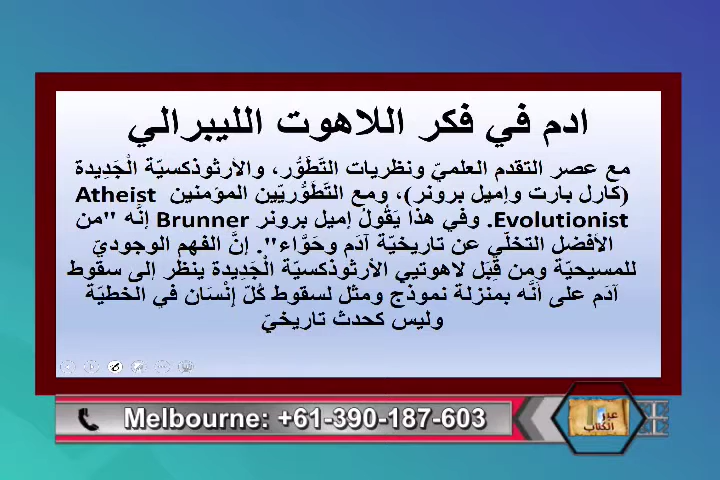 ادم في فكر اللاهوت الليبرالي
مع عصر التقدم العلميّ ونظريات التَّطَوُّر، والأرثوذكسيّة الْجَدِيدة
(كارل بارت وإميل برونر)، ومع التَّطَوُّريّيِن المؤمنين Atheist
Evolutionist. وفي هذا يَقُولُ إميل برونر Brunner إنَّه "من
الأفضل التخلّي عن تاريخيّة آدَم وحَوَّاء". إنَّ الفهم الوجوديّ
للمسيحيّة ومن قِبَل لاهوتيي الأرثوذكسيّة الْجَدِيدة ينظر إلى سقوط
آدَم على أنَّه بمنزلة نموذج ومثل لسقوط كُلّ إنْسَان في الخطيّة
وليس كحدث تاريخيّ
Melbourne: +61-390-187-603
عبر
الكتاب